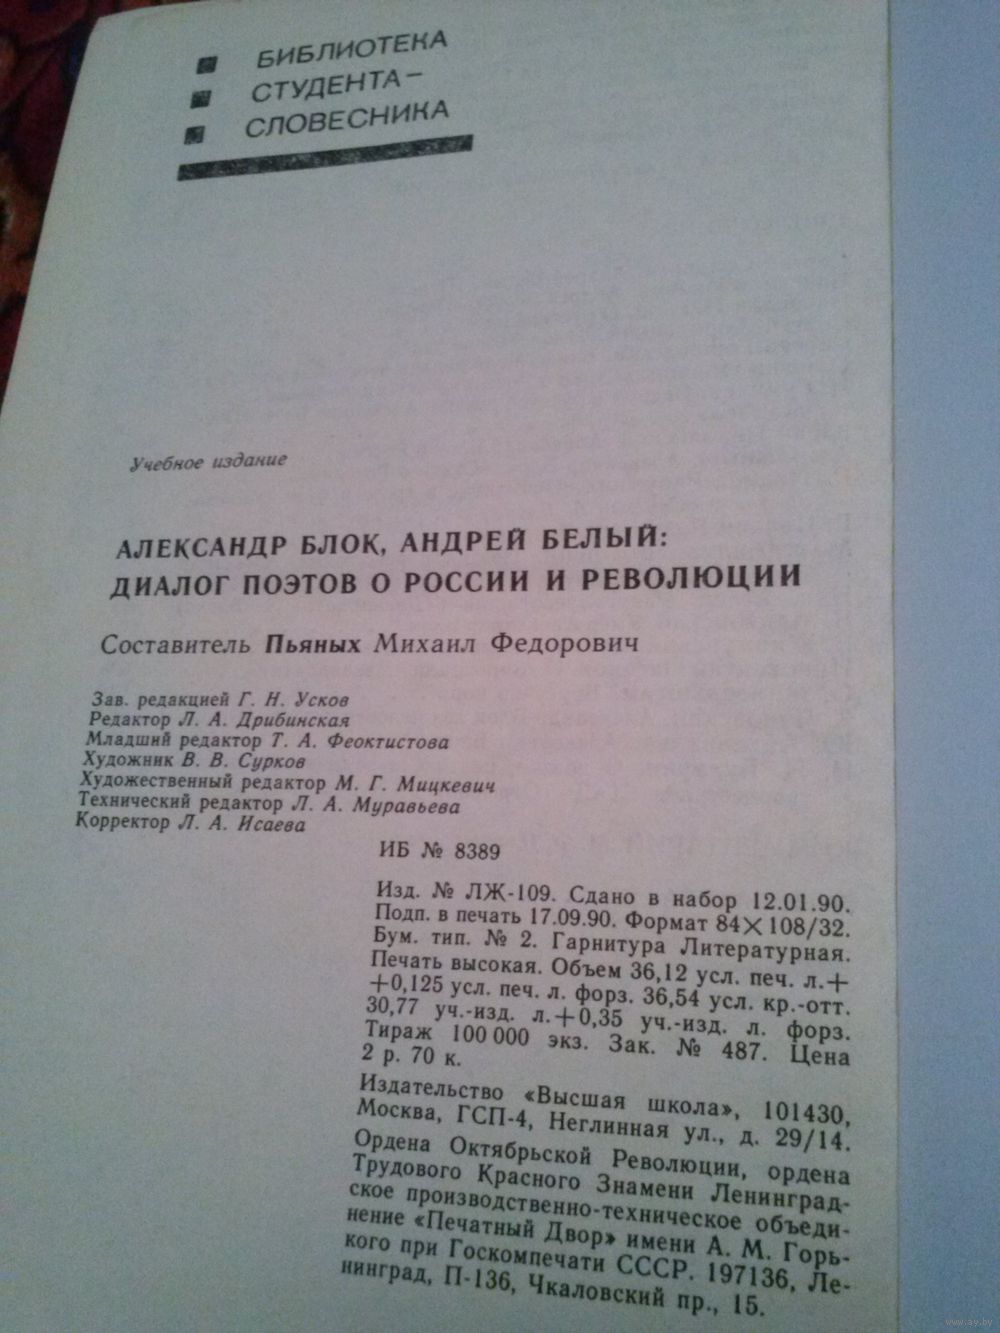 БИБЛИОТЕКА
СТУДЕНТА—
СЛОВЕСНИКА
Учебное издание
АЛЕКСАНДР БЛОК, АНДРЕЙ БЕЛЫЙ:
ДИАЛОГ ПОЭТОВ О РОССИИ И РЕВОЛЮЦИИ
Составитель Пьяных Михаил Федорович
Зав. редакцией Г. Н. Усков
Редактор Л. А. Дрибинская
Младший редактор Т. А. Феоктистова
Художник В. В. Сурков
Художественный редактор М. Г. Мицкевич
Технический редактор Л. А. Муравьева
Корректор Л. А. Исаева
ИБ № 8389
Изд. № ЛЖ-109. Сдано в набор 12.01.90.
Подп. в печать 17.09.90. Формат 84×108/32.
Бум. тип. № 2. Гарнитура Литературная.
Печать высокая. Объем 36,12 усл. печ. л.+
+0,125 усл. печ. л. форз. 36,54 усл. кр.-отт.
30,77 уч.-изд. л.+0,35 уч.-изд. л. форз.
Тираж 100 000 экз. Зак. № 487. Цена
2 р. 70 к.
Издательство «Высшая школа», 101430,
Москва, ГСП-4, Неглинная ул., д. 29/14.
Ордена Октябрьской Революции, ордена
Трудового Красного Знамени Ленинград-
ское производственно-техническое объеди-
нение «Печатный Двор» имени А. М. Горь-
кого при Госкомпечати СССР. 197136, Ле-
нинград, П-136, Чкаловский пр., 15.
www.ay.by